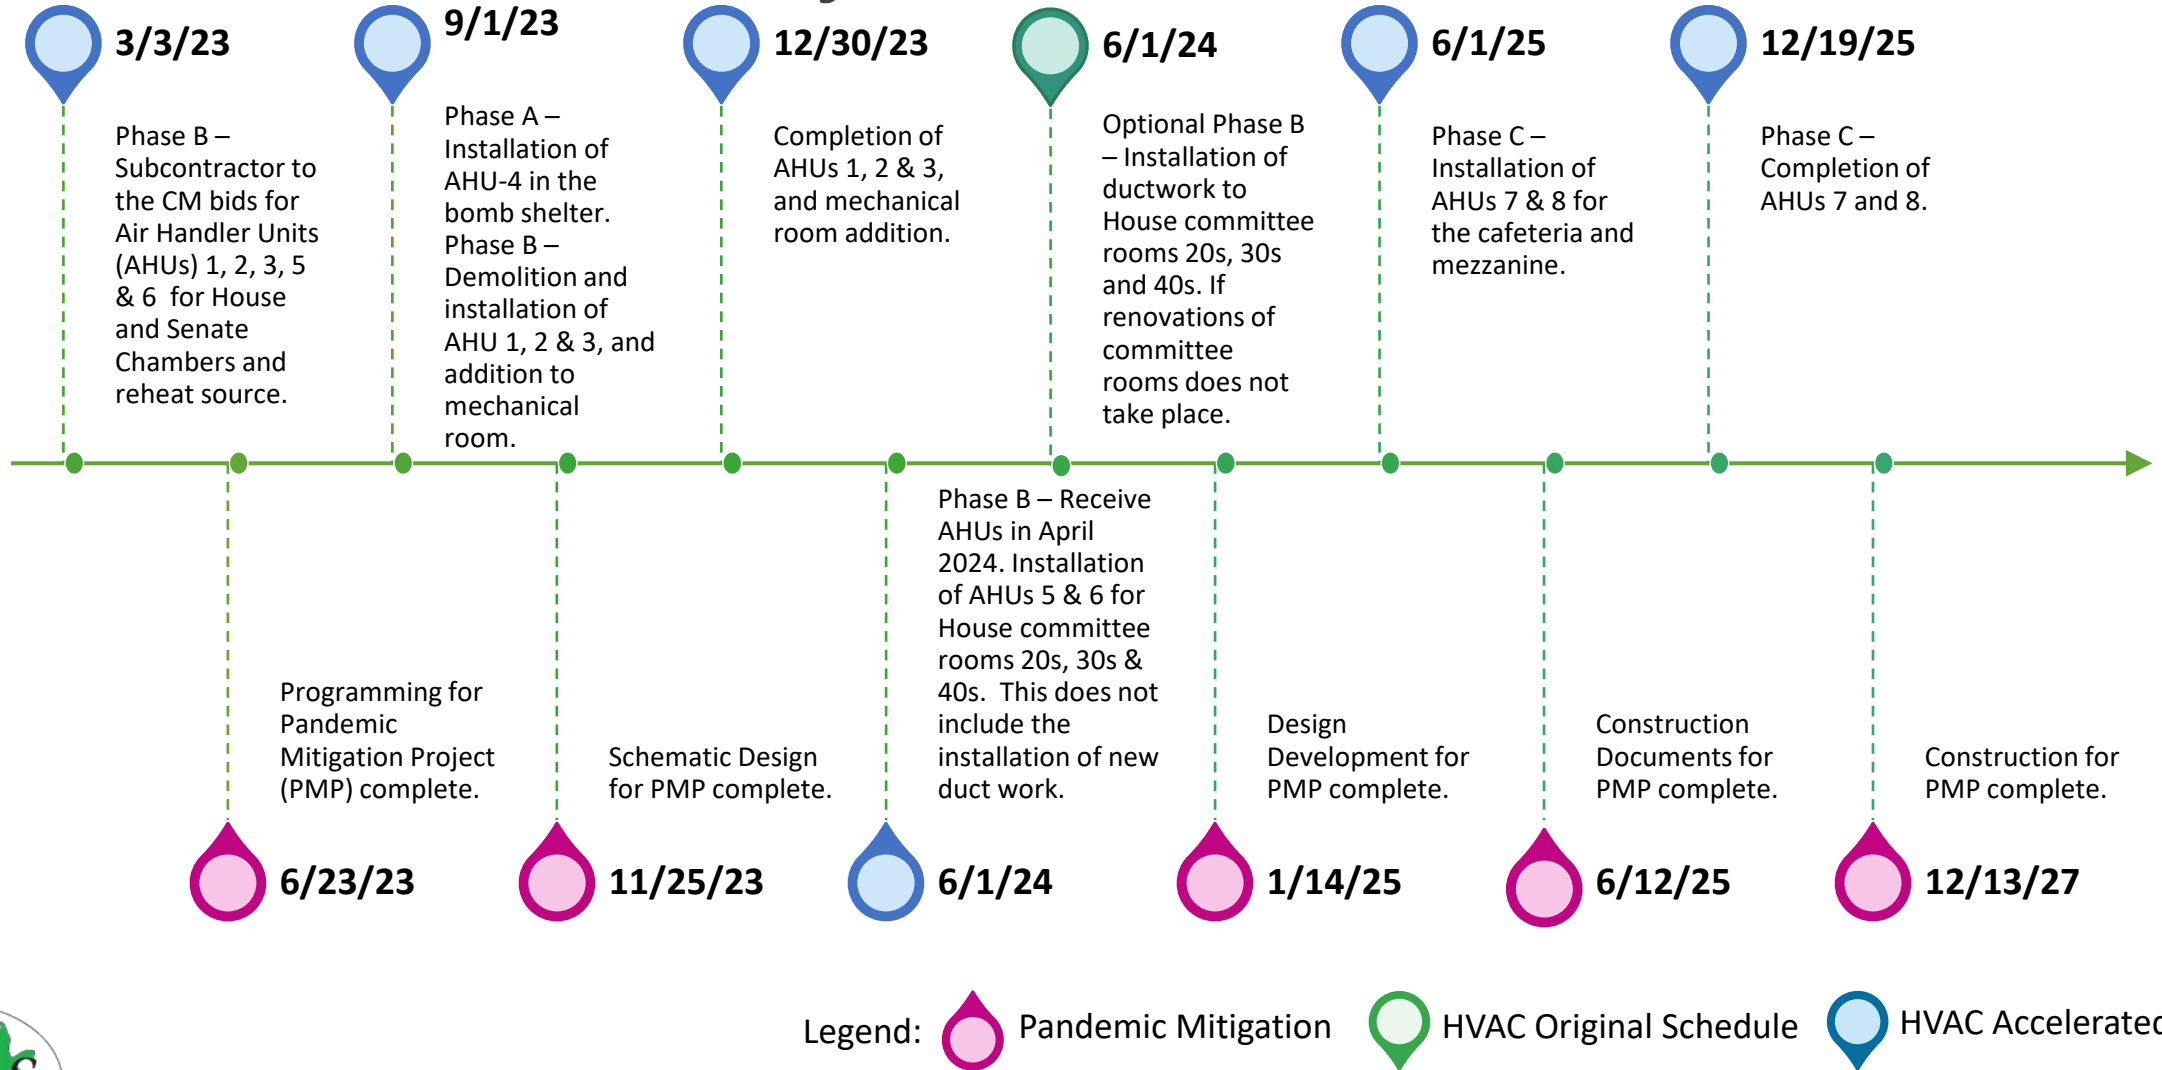 3/3/23
Phase B –
Subcontractor to
the CM bids for
Air Handler Units
(AHUs) 1, 2, 3, 5
& 6  for House
and Senate
Chambers and
reheat source.
9/1/23
Phase A –
Installation of
AHU-4 in the
bomb shelter.
Phase B –
Demolition and
installation of
AHU 1, 2 & 3, and
addition to
mechanical
room.
12/30/23
Completion of
AHUs 1, 2 & 3,
and mechanical
room addition.
6/1/24
Optional Phase B
– Installation of
ductwork to
House committee
rooms 20s, 30s
and 40s. If
renovations of
committee
rooms does not
take place.
6/1/25
Phase C –
Installation of
AHUs 7 & 8 for
the cafeteria and
mezzanine.
12/19/25
Phase C –
Completion of
AHUs 7 and 8.
Programming for
Pandemic
Mitigation Project
(PMP) complete.
6/23/23
Schematic Design
for PMP complete.
11/25/23
Phase B – Receive
AHUs in April
2024. Installation
of AHUs 5 & 6 for
House committee
rooms 20s, 30s &
40s.  This does not
include the
installation of new
duct work.
6/1/24
Design
Development for
PMP complete.
1/14/25
Construction
Documents for
PMP complete.
6/12/25
Construction for
PMP complete.
12/13/27
Legend:
Pandemic Mitigation
HVAC Original Schedule
HVAC Accelerated